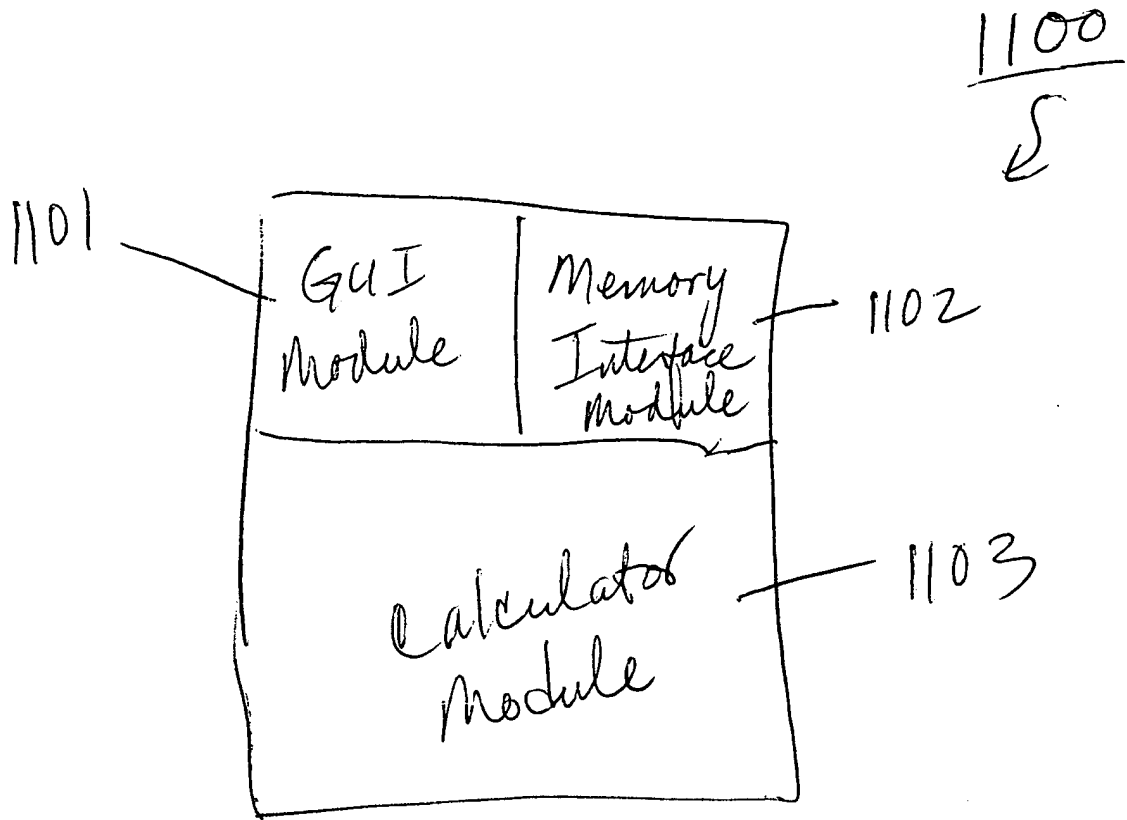 1100
1101
GUI
Module
Memory
Interface
Module
1102
Calculator
Module
1103